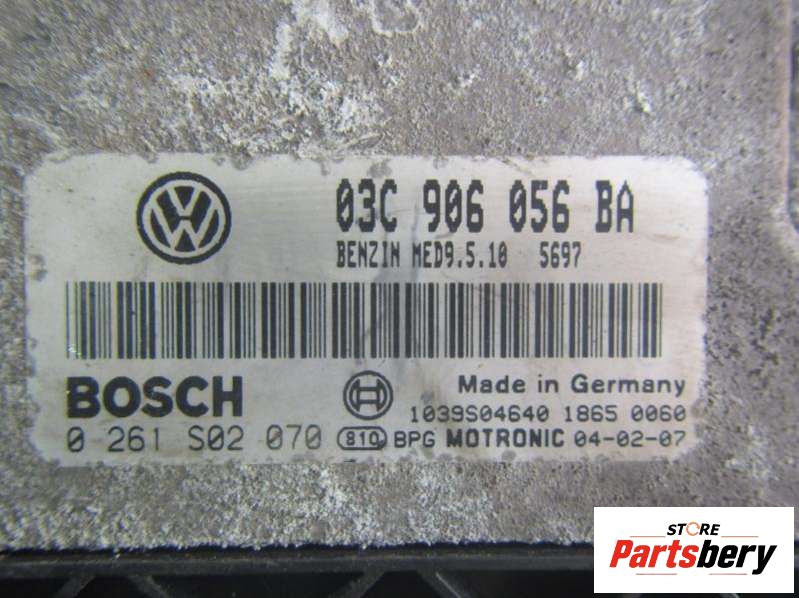 03C 906 056 BA
BENZIN MED9.5.10 5697
BOSCH
Made in Germany
1039S04640 1865 0060
0 261 S02 070 810 BPG MOTRONIC 04-02-07
STORE
Partsbery